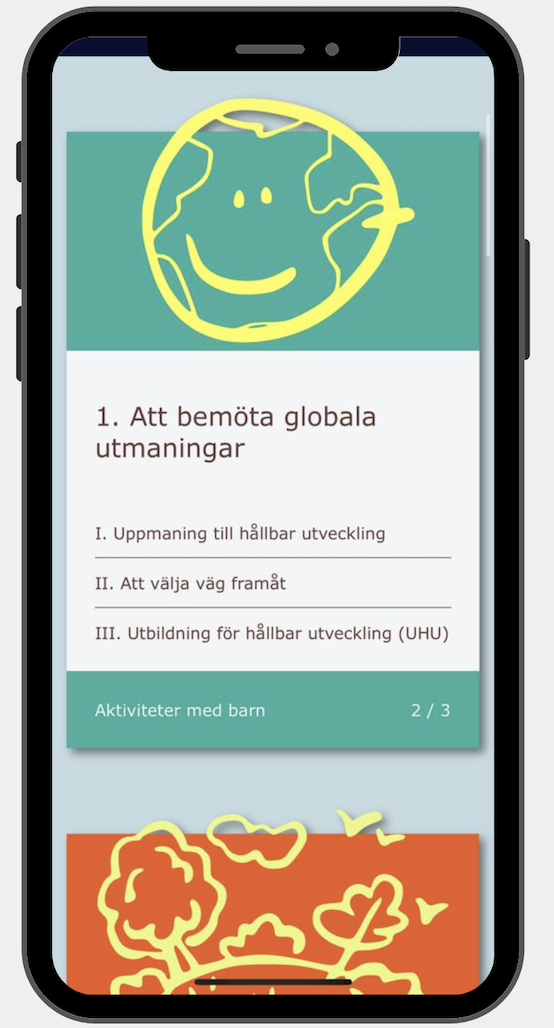 1. Att bemöta globala
utmaningar
I. Uppmaning till hållbar utveckling
II. Att välja väg framåt
III. Utbildning för hållbar utveckling (UHU)
Aktiviteter med barn 2 / 3